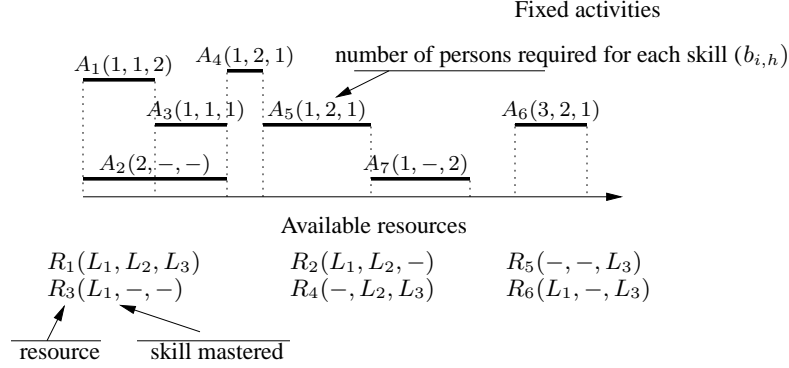 Fixed activities
A₄(1, 2, 1)
number of persons required for each skill (bᵢ,ₕ)
A₁(1, 1, 2)
A₃(1, 1, 1) A₅(1, 2, 1) A₆(3, 2, 1)
A₂(2, −, −) A₇(1, −, 2)
Available resources
R₁(L₁, L₂, L₃) R₂(L₁, L₂, −) R₅(−, −, L₃)
R₃(L₁, −, −) R₄(−, L₂, L₃) R₆(L₁, −, L₃)
resource skill mastered